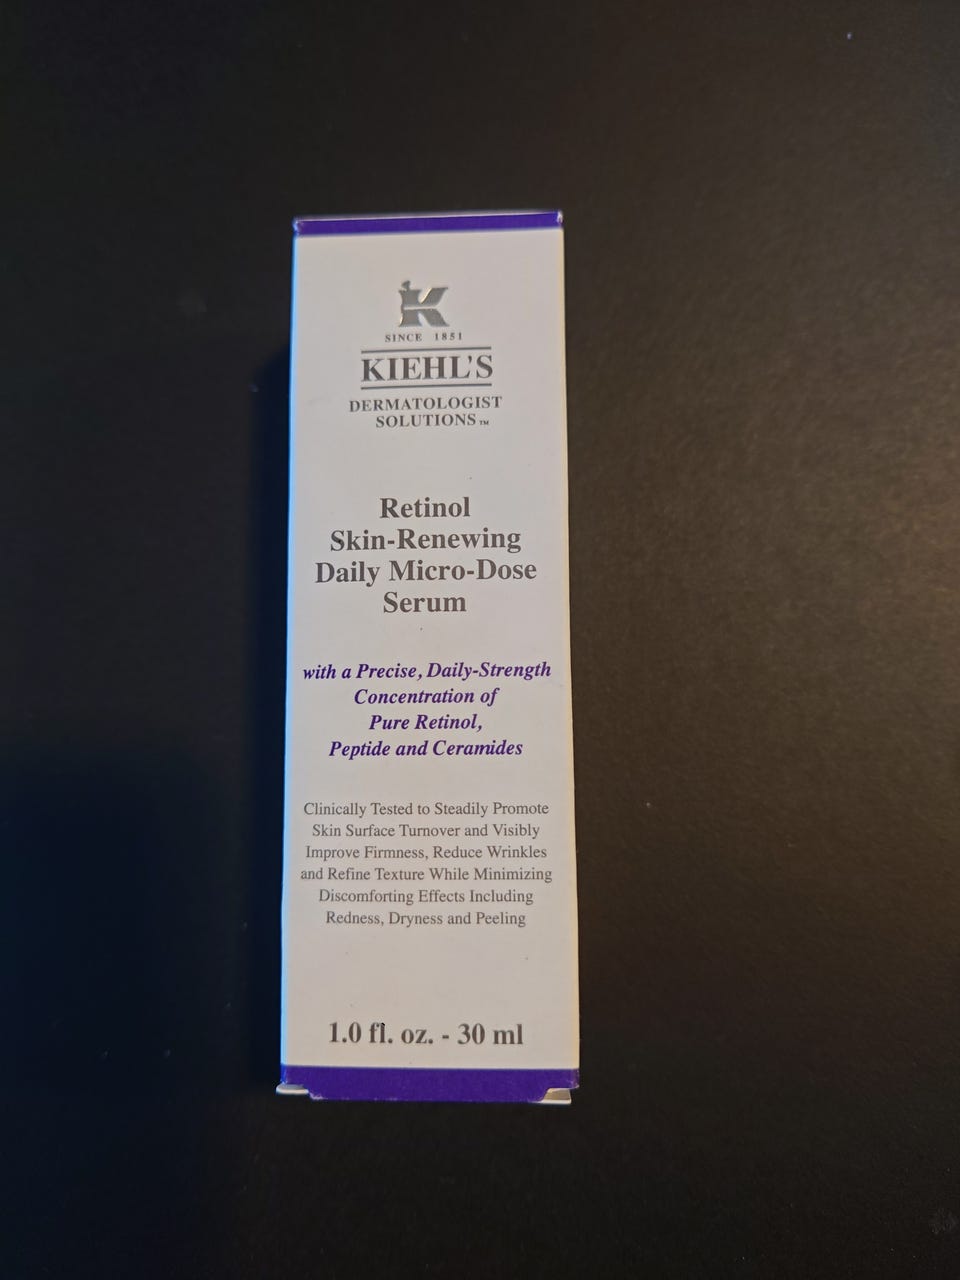 K
SINCE 1851
KIEHL'S
DERMATOLOGIST
SOLUTIONS™
Retinol
Skin-Renewing
Daily Micro-Dose
Serum
with a Precise, Daily-Strength
Concentration of
Pure Retinol,
Peptide and Ceramides
Clinically Tested to Steadily Promote
Skin Surface Turnover and Visibly
Improve Firmness, Reduce Wrinkles
and Refine Texture While Minimizing
Discomforting Effects Including
Redness, Dryness and Peeling
1.0 fl. oz. - 30 ml